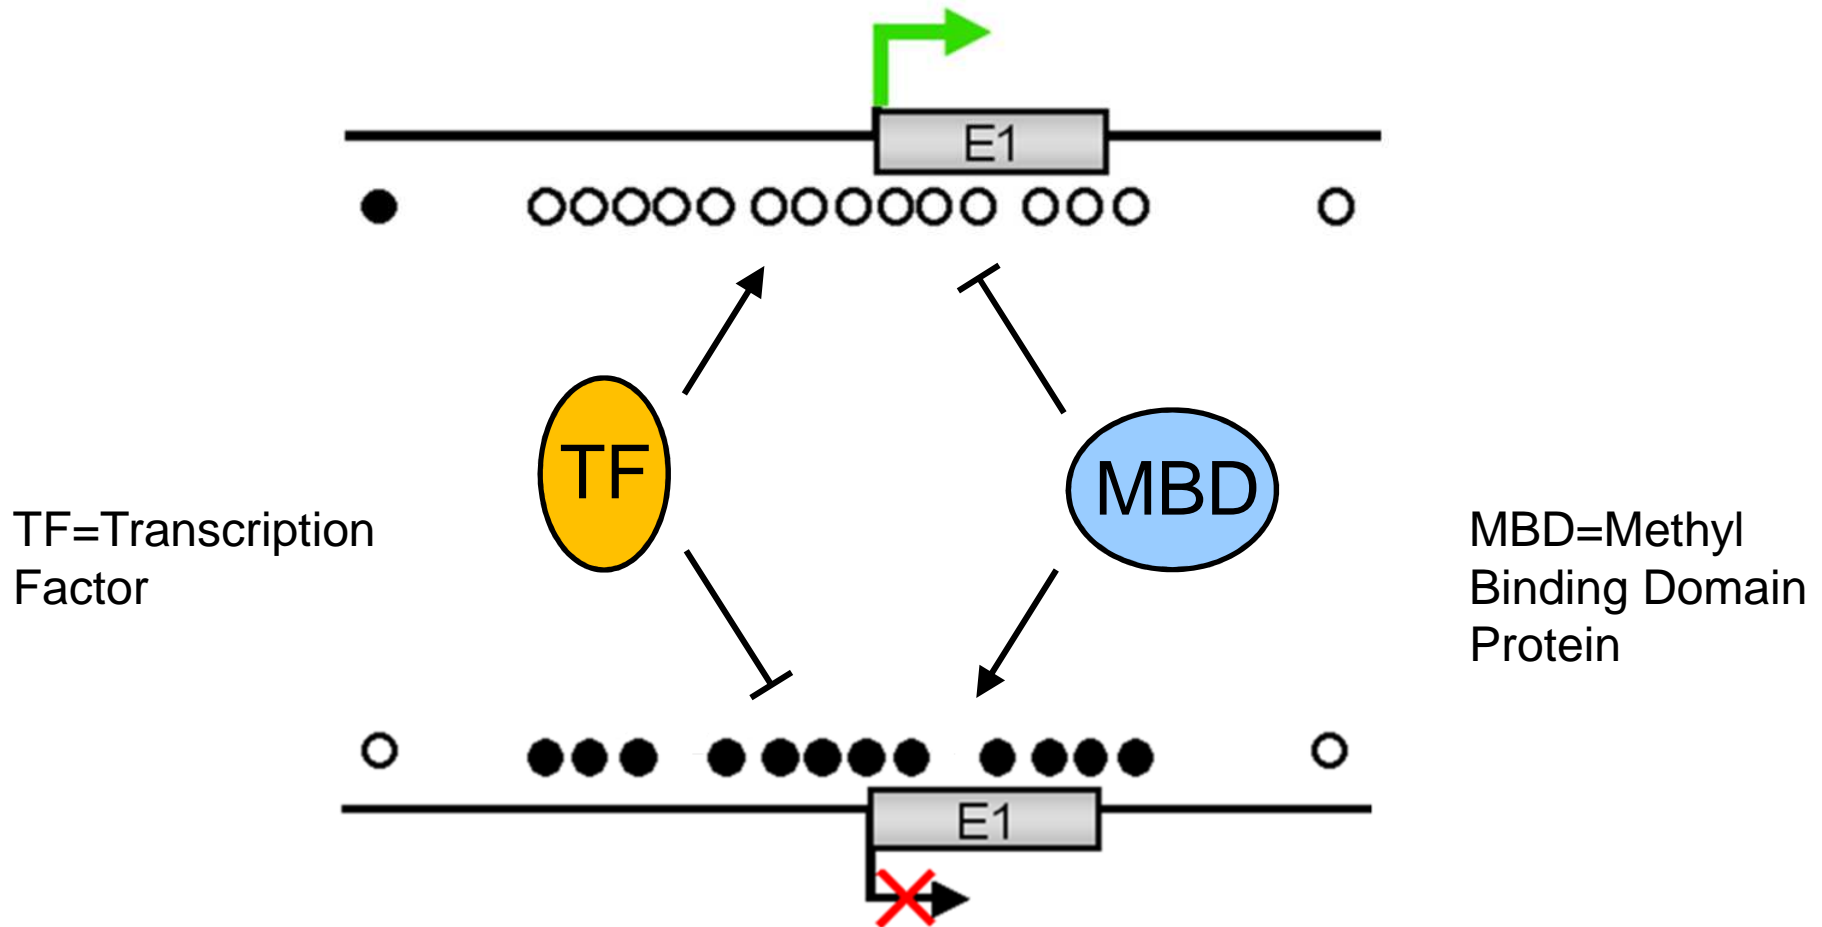 E1
TF
MBD
TF=Transcription
Factor
MBD=Methyl
Binding Domain
Protein
E1